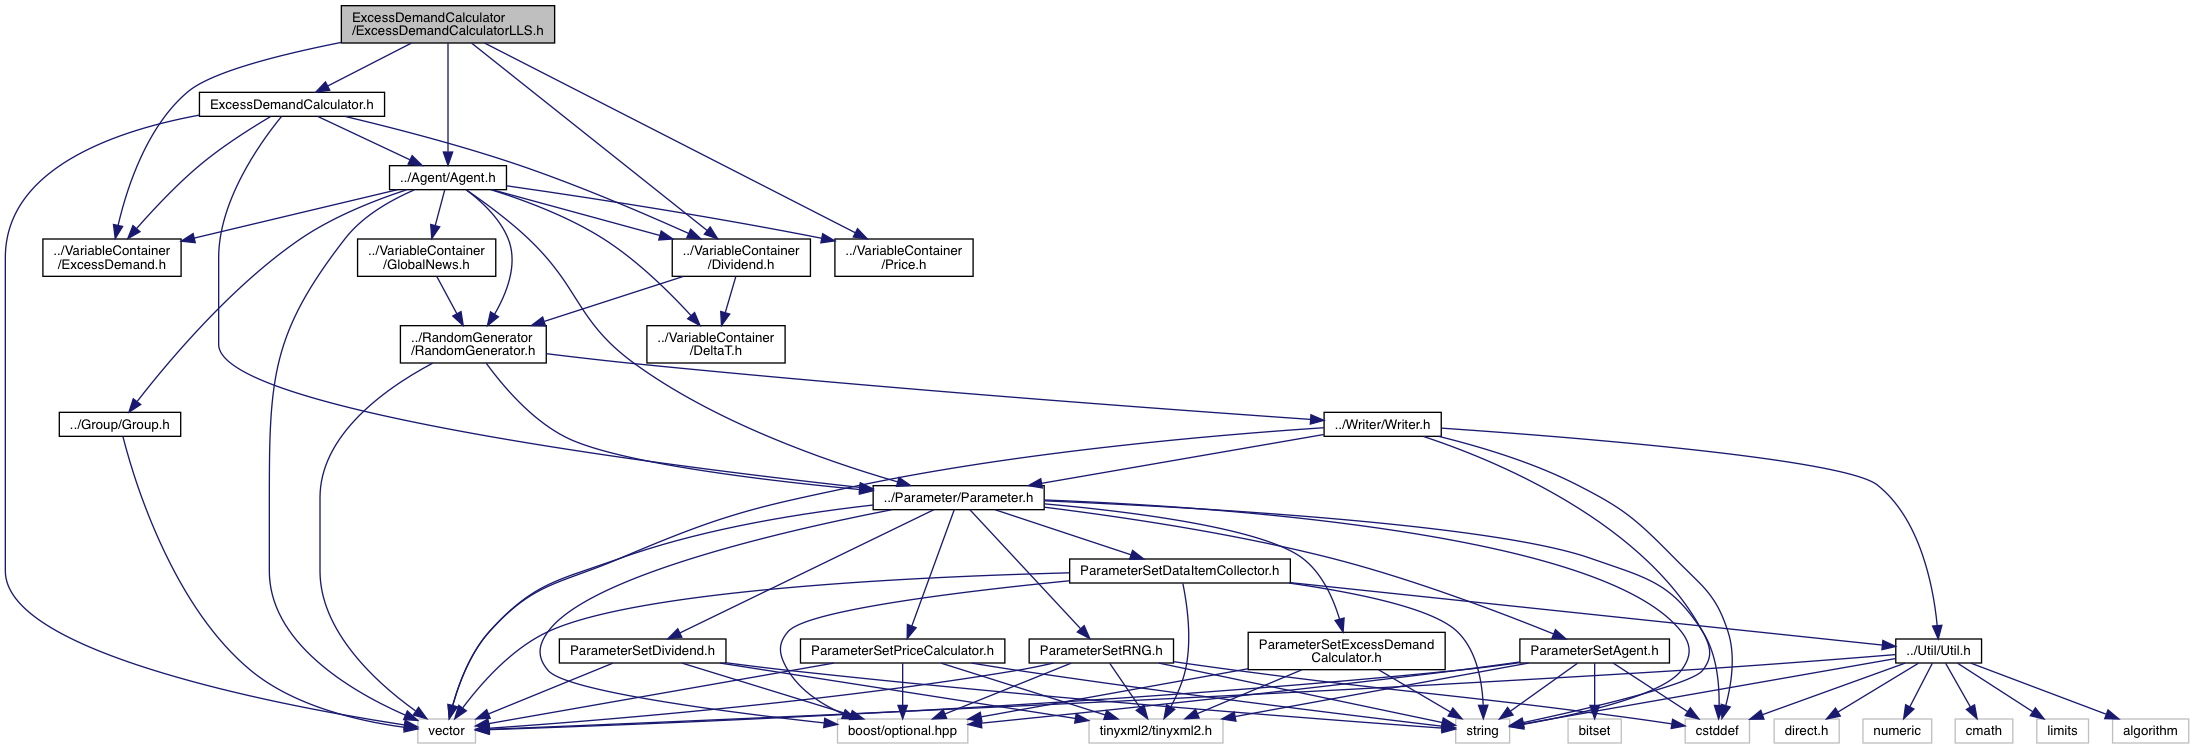 ExcessDemandCalculator
/ExcessDemandCalculatorLLS.h
ExcessDemandCalculator.h
../Agent/Agent.h
../VariableContainer
/ExcessDemand.h
../VariableContainer
/GlobalNews.h
../VariableContainer
/Dividend.h
../VariableContainer
/Price.h
../RandomGenerator
/RandomGenerator.h
../VariableContainer
/DeltaT.h
../Group/Group.h
../Writer/Writer.h
../Parameter/Parameter.h
ParameterSetDataItemCollector.h
ParameterSetDividend.h
ParameterSetPriceCalculator.h
ParameterSetRNG.h
ParameterSetExcessDemand
Calculator.h
ParameterSetAgent.h
../Util/Util.h
vector
boost/optional.hpp
tinyxml2/tinyxml2.h
string
bitset
cstddef
direct.h
numeric
cmath
limits
algorithm